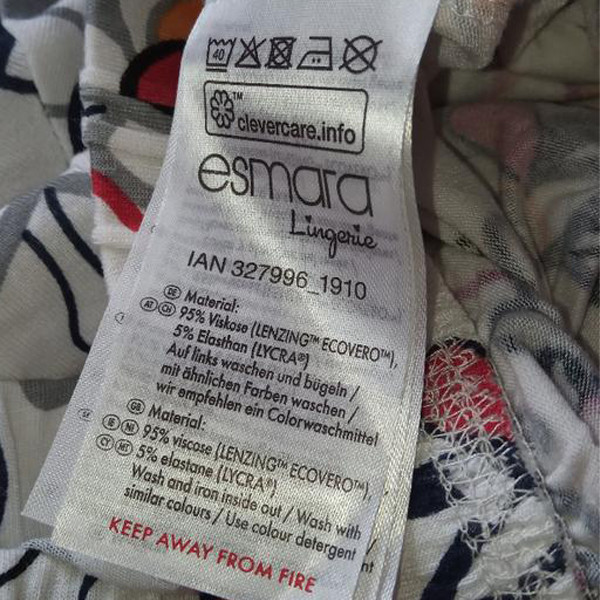 40
clevercare.info™
esmara
Lingerie
IAN 327996_1910
DE Material:
AT CH 95% Viskose (LENZING™ ECOVERO™),
5% Elasthan (LYCRA®)
Auf links waschen und bügeln /
mit ähnlichen Farben waschen /
wir empfehlen ein Colorwaschmittel
GB Material:
IE NI 95% viscose (LENZING™ ECOVERO™),
CY MT 5% elastane (LYCRA®)
Wash and iron inside out / Wash with
similar colours / Use colour detergent
KEEP AWAY FROM FIRE